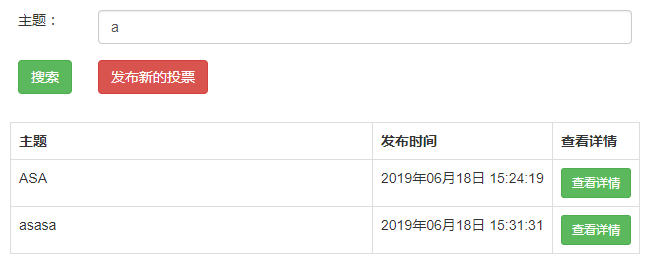 主题： a
搜索 发布新的投票
主题 发布时间 查看详情
ASA 2019年06月18日 15:24:19 查看详情
asasa 2019年06月18日 15:31:31 查看详情